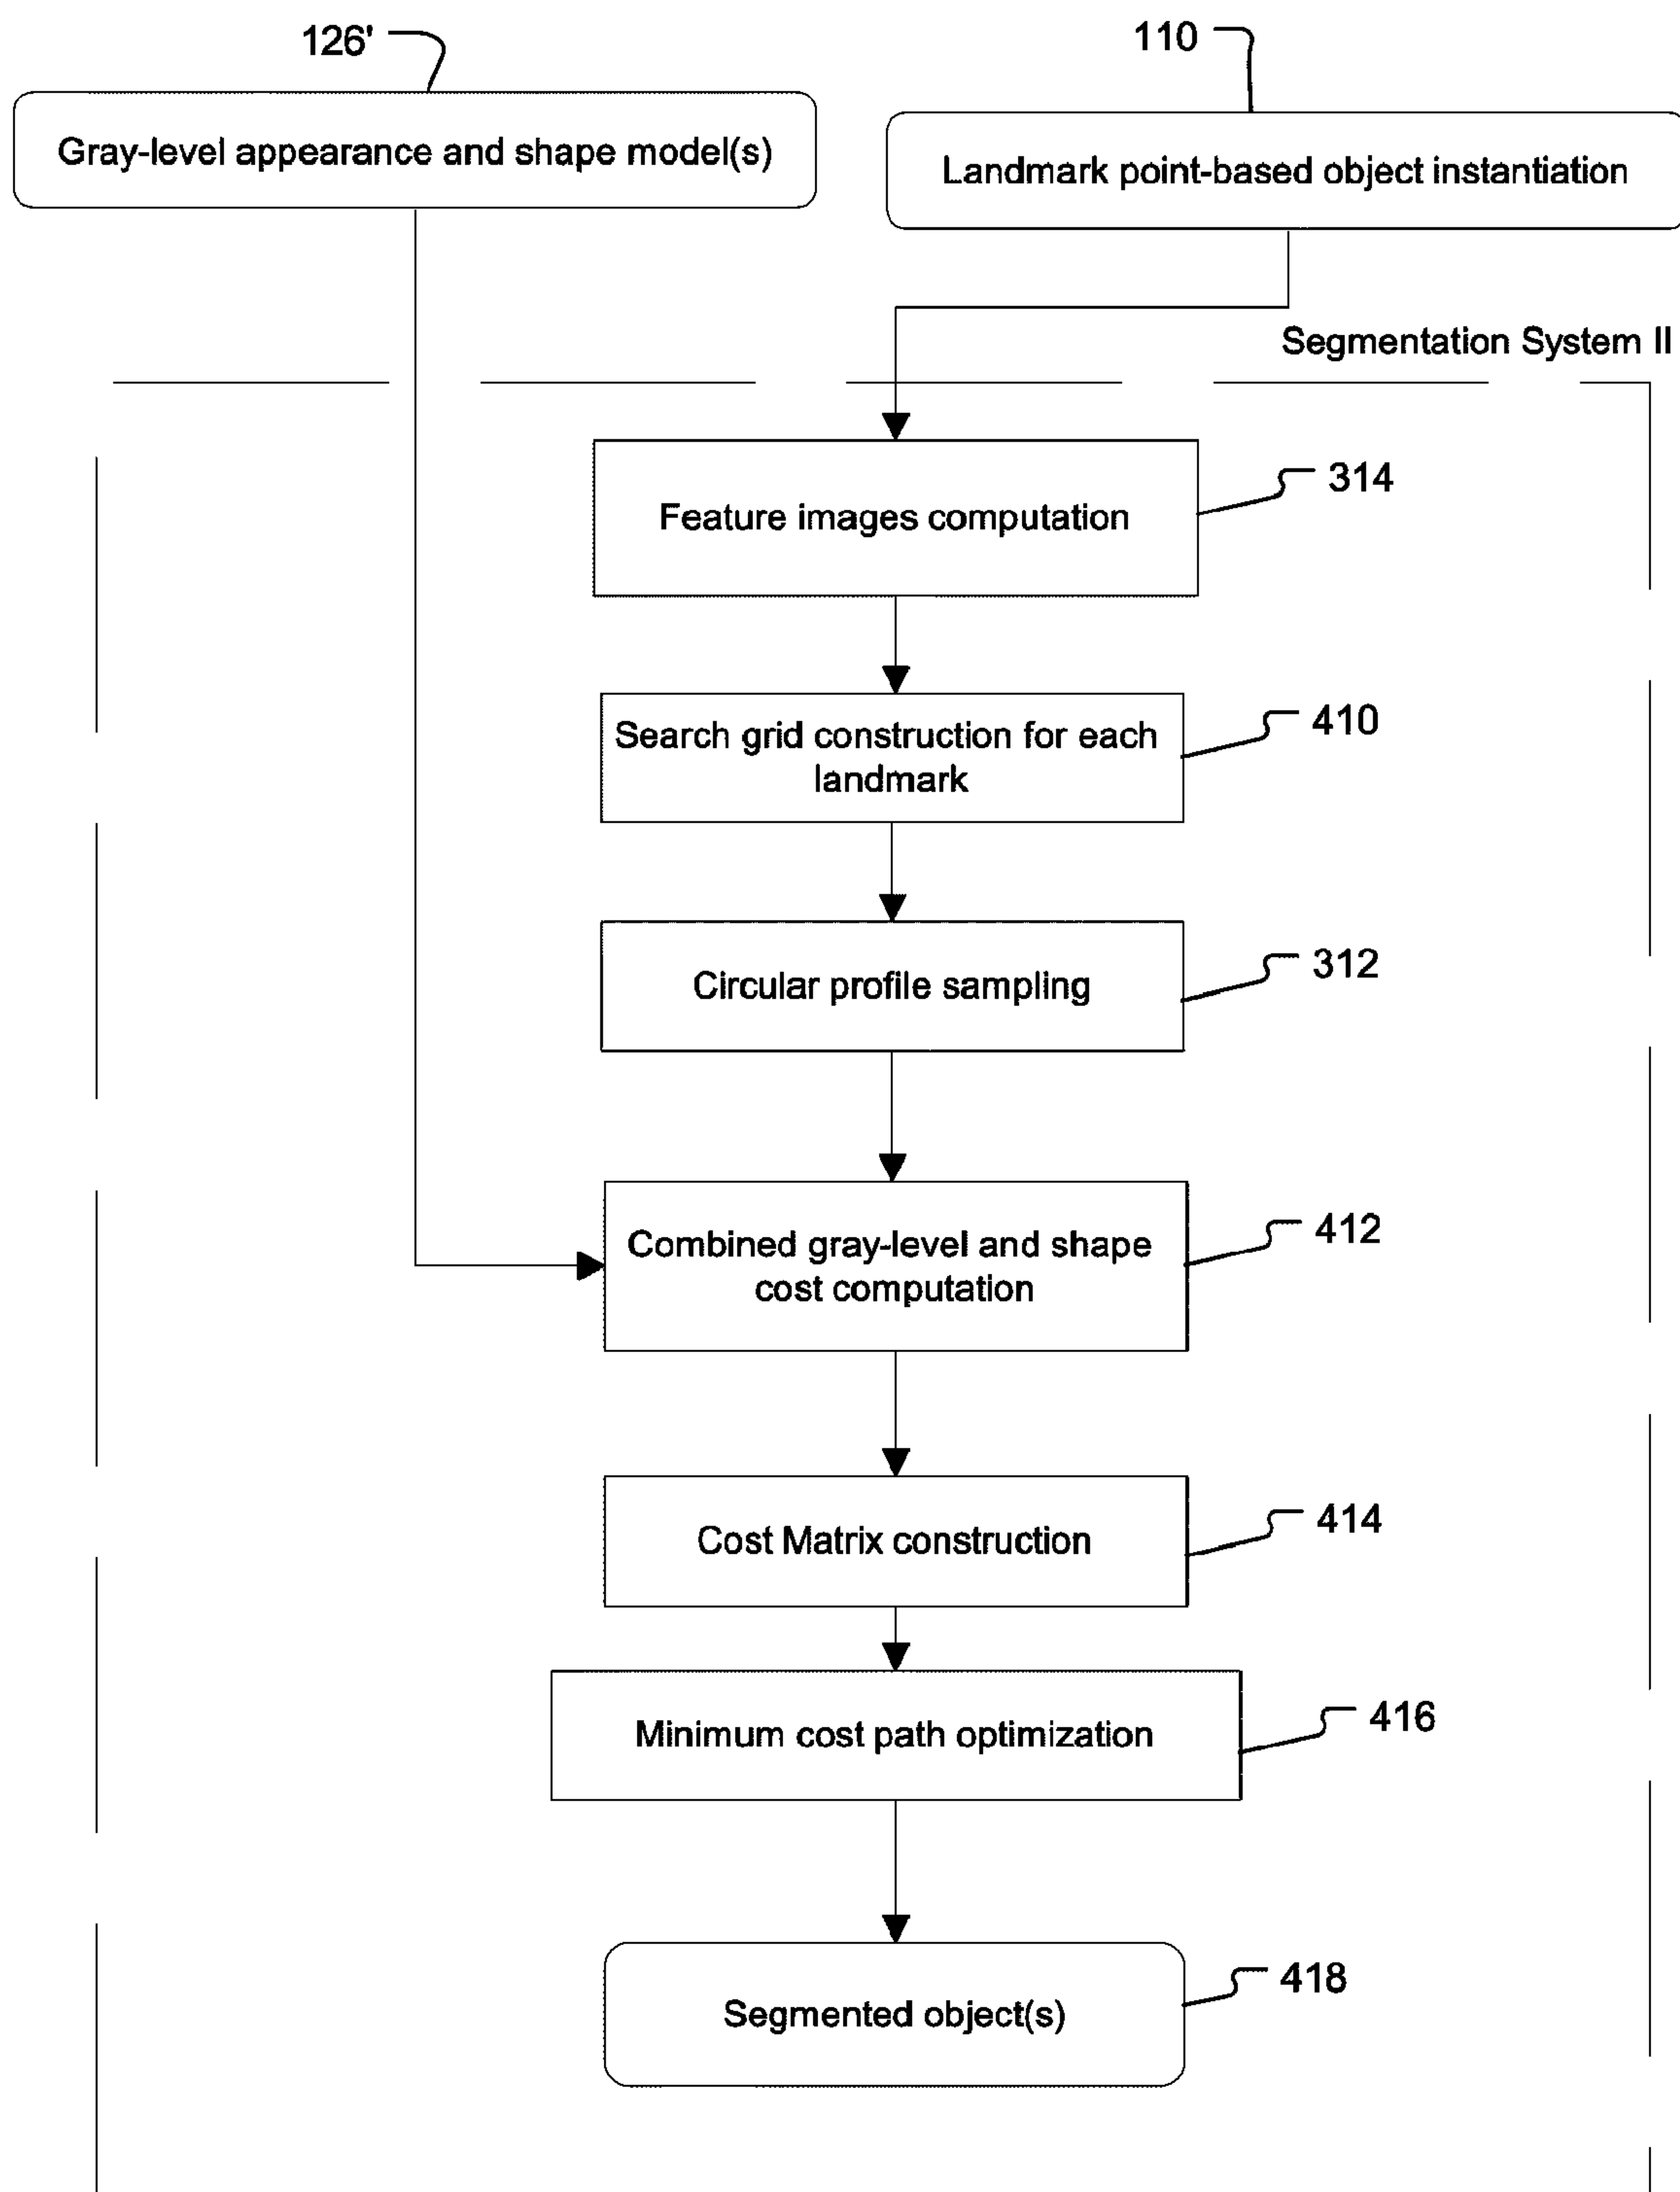 126'
110
Gray-level appearance and shape model(s)
Landmark point-based object instantiation
Segmentation System II
Feature images computation
314
Search grid construction for each
landmark
410
Circular profile sampling
312
Combined gray-level and shape
cost computation
412
Cost Matrix construction
414
Minimum cost path optimization
416
Segmented object(s)
418